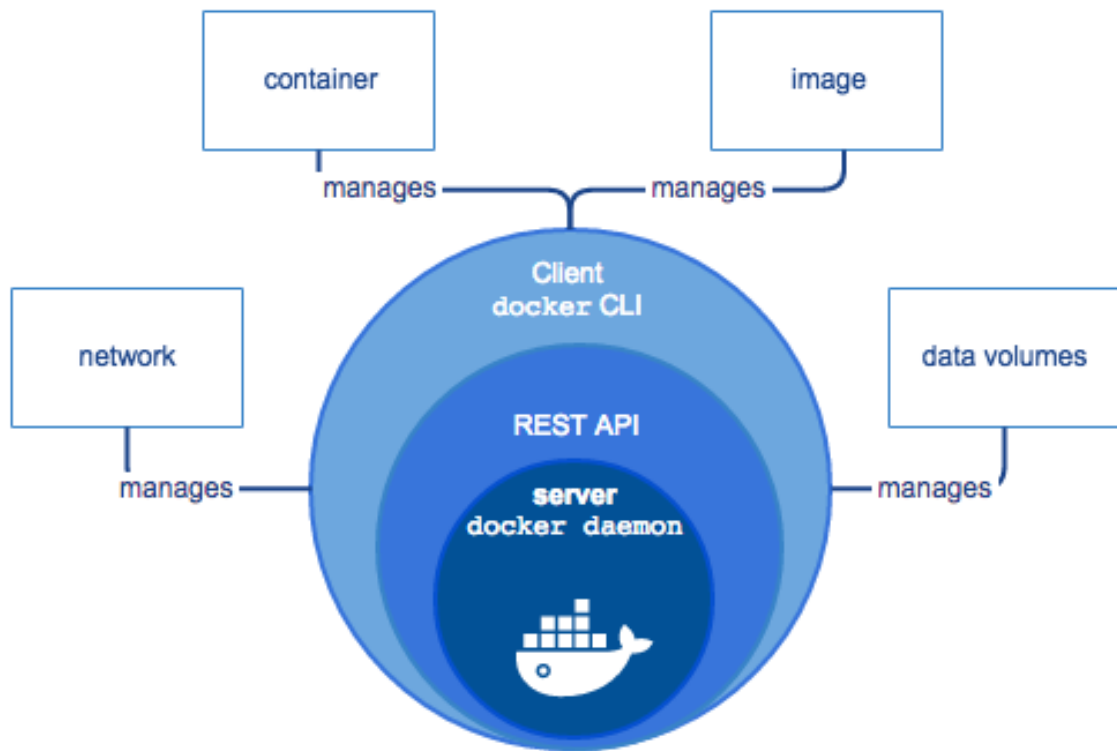 container
image
manages
manages
Client
docker CLI
network
data volumes
REST API
manages
manages
server
docker daemon